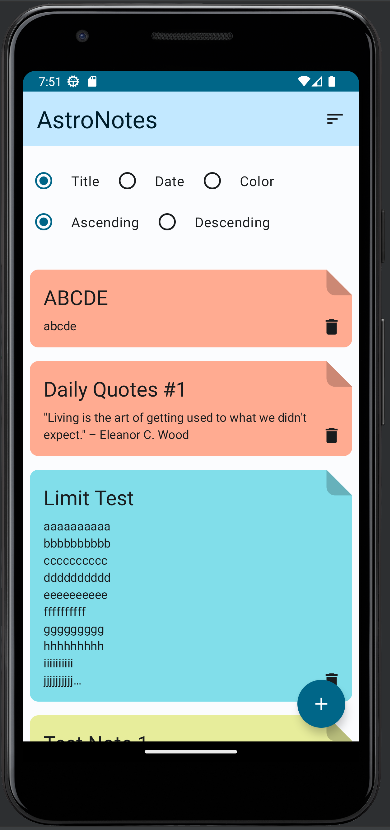 7:51
AstroNotes
Title Date Color
Ascending Descending
ABCDE
abcde
Daily Quotes #1
"Living is the art of getting used to what we didn't
expect." – Eleanor C. Wood
Limit Test
aaaaaaaaaa
bbbbbbbbbb
cccccccccc
dddddddddd
eeeeeeeeee
ffffffffff
ggggggggg
hhhhhhhhh
iiiiiiiiii
jjjjjjjjjj...
Test Note 1